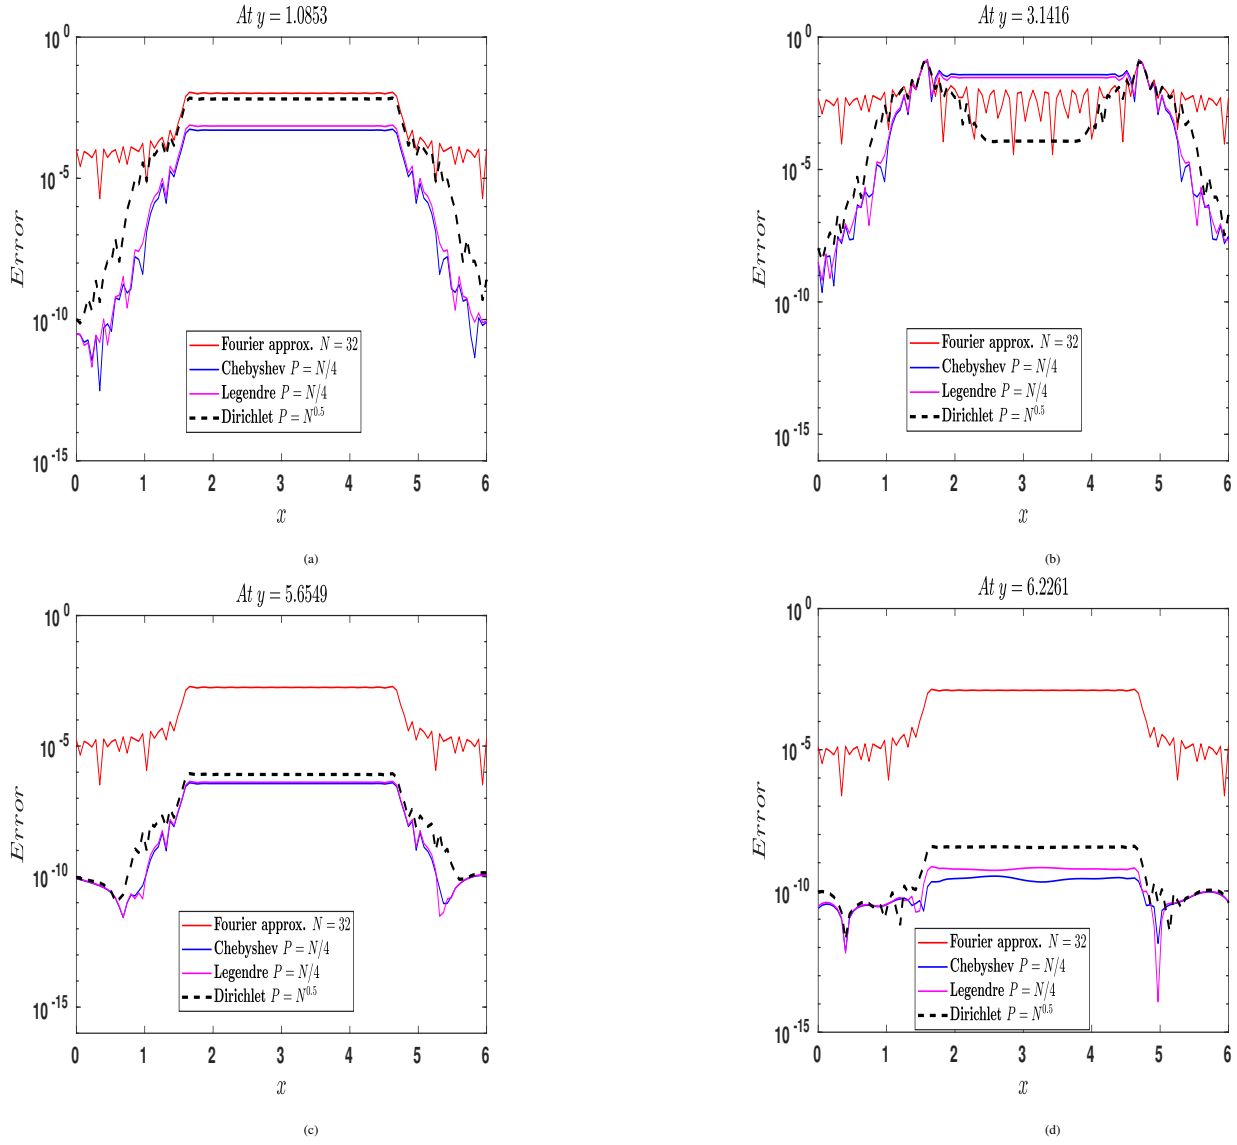 At y = 1.0853
10^0
10^-5
10^-10
10^-15
Error
Fourier approx. N = 32
Chebyshev P = N/4
Legendre P = N/4
Dirichlet P = N^0.5
0 1 2 3 4 5 6
x
(a)
At y = 3.1416
10^0
10^-5
10^-10
10^-15
Error
Fourier approx. N = 32
Chebyshev P = N/4
Legendre P = N/4
Dirichlet P = N^0.5
0 1 2 3 4 5 6
x
(b)
At y = 5.6549
10^0
10^-5
10^-10
10^-15
Error
Fourier approx. N = 32
Chebyshev P = N/4
Legendre P = N/4
Dirichlet P = N^0.5
0 1 2 3 4 5 6
x
(c)
At y = 6.2261
10^0
10^-5
10^-10
10^-15
Error
Fourier approx. N = 32
Chebyshev P = N/4
Legendre P = N/4
Dirichlet P = N^0.5
0 1 2 3 4 5 6
x
(d)